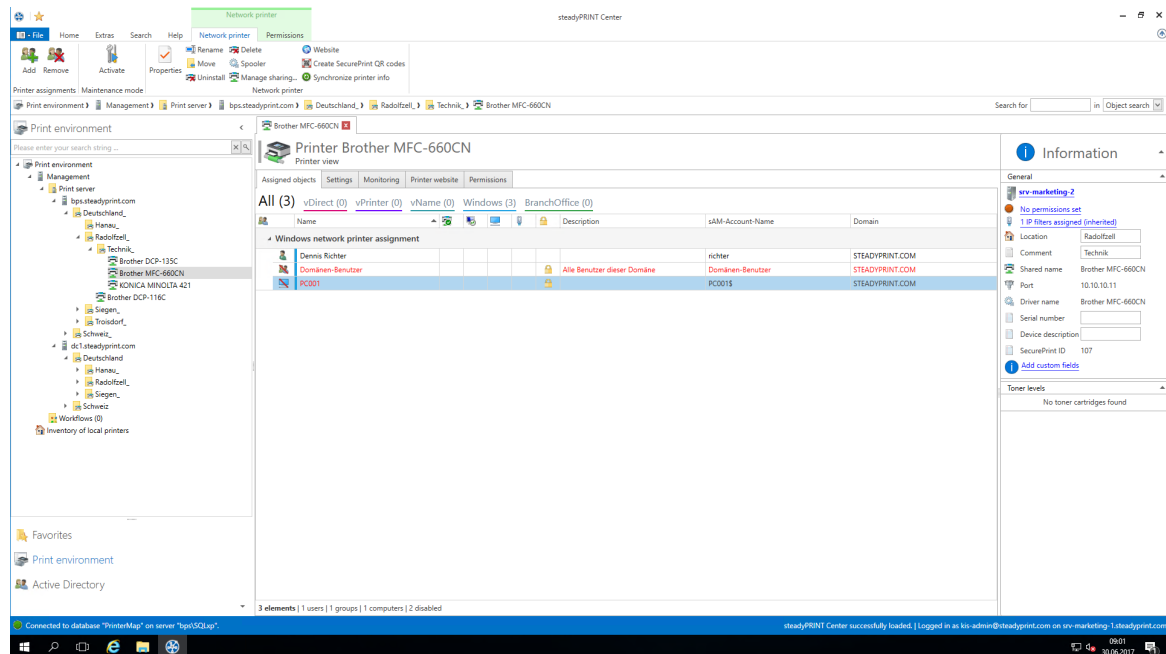 Network printer
steadyPRINT Center
- File Home Extras Search Help Network printer Permissions
Add Remove
Activate
Properties
Rename Delete Website
Move Spooler Create SecurePrint QR codes
Uninstall Manage sharing... Synchronize printer info
Printer assignments Maintenance mode Network printer
Print environment Management Print server bps.steadyprint.com Deutschland_ Radolfzell_ Technik_ Brother MFC-660CN
Search for in Object search
Print environment
Please enter your search string ...
Print environment
Management
Print server
bps.steadyprint.com
Deutschland_
Hanau_
Radolfzell_
Technik_
Brother DCP-135C
Brother MFC-660CN
KONICA MINOLTA 421
Brother DCP-116C
Siegen_
Troisdorf_
Schweiz_
dc1.steadyprint.com
Deutschland
Hanau_
Radolfzell_
Siegen_
Schweiz
Workflows (0)
Inventory of local printers
Favorites
Print environment
Active Directory
Brother MFC-660CN
Printer Brother MFC-660CN
Printer view
Assigned objects Settings Monitoring Printer website Permissions
All (3) vDirect (0) vPrinter (0) vName (0) Windows (3) BranchOffice (0)
Name Description sAM-Account-Name Domain
Windows network printer assignment
Dennis Richter richter STEADYPRINT.COM
Domänen-Benutzer Alle Benutzer dieser Domäne Domänen-Benutzer STEADYPRINT.COM
PC001 PC001$ STEADYPRINT.COM
3 elements | 1 users | 1 groups | 1 computers | 2 disabled
Information
General
srv-marketing-2
No permissions set
1 IP filters assigned (inherited)
Location Radolfzell
Comment Technik
Shared name Brother MFC-660CN
Port 10.10.10.11
Driver name Brother MFC-660CN
Serial number
Device description
SecurePrint ID 107
Add custom fields
Toner levels
No toner cartridges found
Connected to database "PrinterMap" on server "bps\SQLxp".
steadyPRINT Center successfully loaded. | Logged in as kis-admin@steadyprint.com on srv-marketing-1.steadyprint.com
09:01
30.06.2017